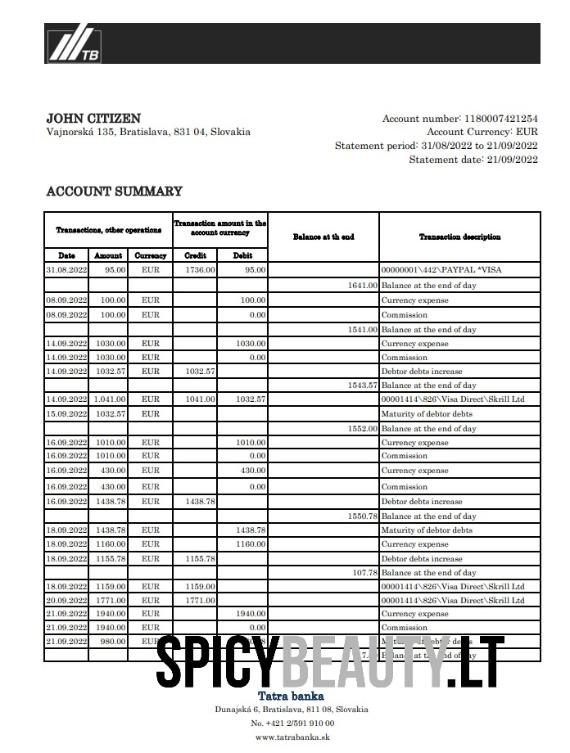 TB
JOHN CITIZEN
Vajnorská 135, Bratislava, 831 04, Slovakia
Account number: 1180007421254
Account Currency: EUR
Statement period: 31/08/2022 to 21/09/2022
Statement date: 21/09/2022
ACCOUNT SUMMARY
Transactions, other operations Transaction amount in the account currency Balance at th end Transaction description
Date Amount Currency Credit Debit
31.08.2022 95.00 EUR 1736.00 95.00 00000001\442\PAYPAL *VISA
1641.00 Balance at the end of day
08.09.2022 100.00 EUR 100.00 Currency expense
08.09.2022 100.00 EUR 0.00 Commission
1541.00 Balance at the end of day
14.09.2022 1030.00 EUR 1030.00 Currency expense
14.09.2022 1030.00 EUR 0.00 Commission
14.09.2022 1032.57 EUR 1032.57 Debtor debts increase
1543.57 Balance at the end of day
14.09.2022 1,041.00 EUR 1041.00 1032.57 00001414\826\Visa Direct\Skrill Ltd
15.09.2022 1032.57 EUR Maturity of debtor debts
1552.00 Balance at the end of day
16.09.2022 1010.00 EUR 1010.00 Currency expense
16.09.2022 1010.00 EUR 0.00 Commission
16.09.2022 430.00 EUR 430.00 Currency expense
16.09.2022 430.00 EUR 0.00 Commission
16.09.2022 1438.78 EUR 1438.78 Debtor debts increase
1550.78 Balance at the end of day
18.09.2022 1438.78 EUR 1438.78 Maturity of debtor debts
18.09.2022 1160.00 EUR 1160.00 Currency expense
18.09.2022 1155.78 EUR 1155.78 Debtor debts increase
107.78 Balance at the end of day
18.09.2022 1159.00 EUR 1159.00 00001414\826\Visa Direct\Skrill Ltd
20.09.2022 1771.00 EUR 1771.00 00001414\826\Visa Direct\Skrill Ltd
21.09.2022 1940.00 EUR 1940.00 Currency expense
21.09.2022 1940.00 EUR 0.00 Commission
21.09.2022 980.00 EUR
SPICYBEAUTY.LT
Tatra banka
Dunajská 6, Bratislava, 811 08, Slovakia
No. +421 2/591 910 00
www.tatrabanka.sk